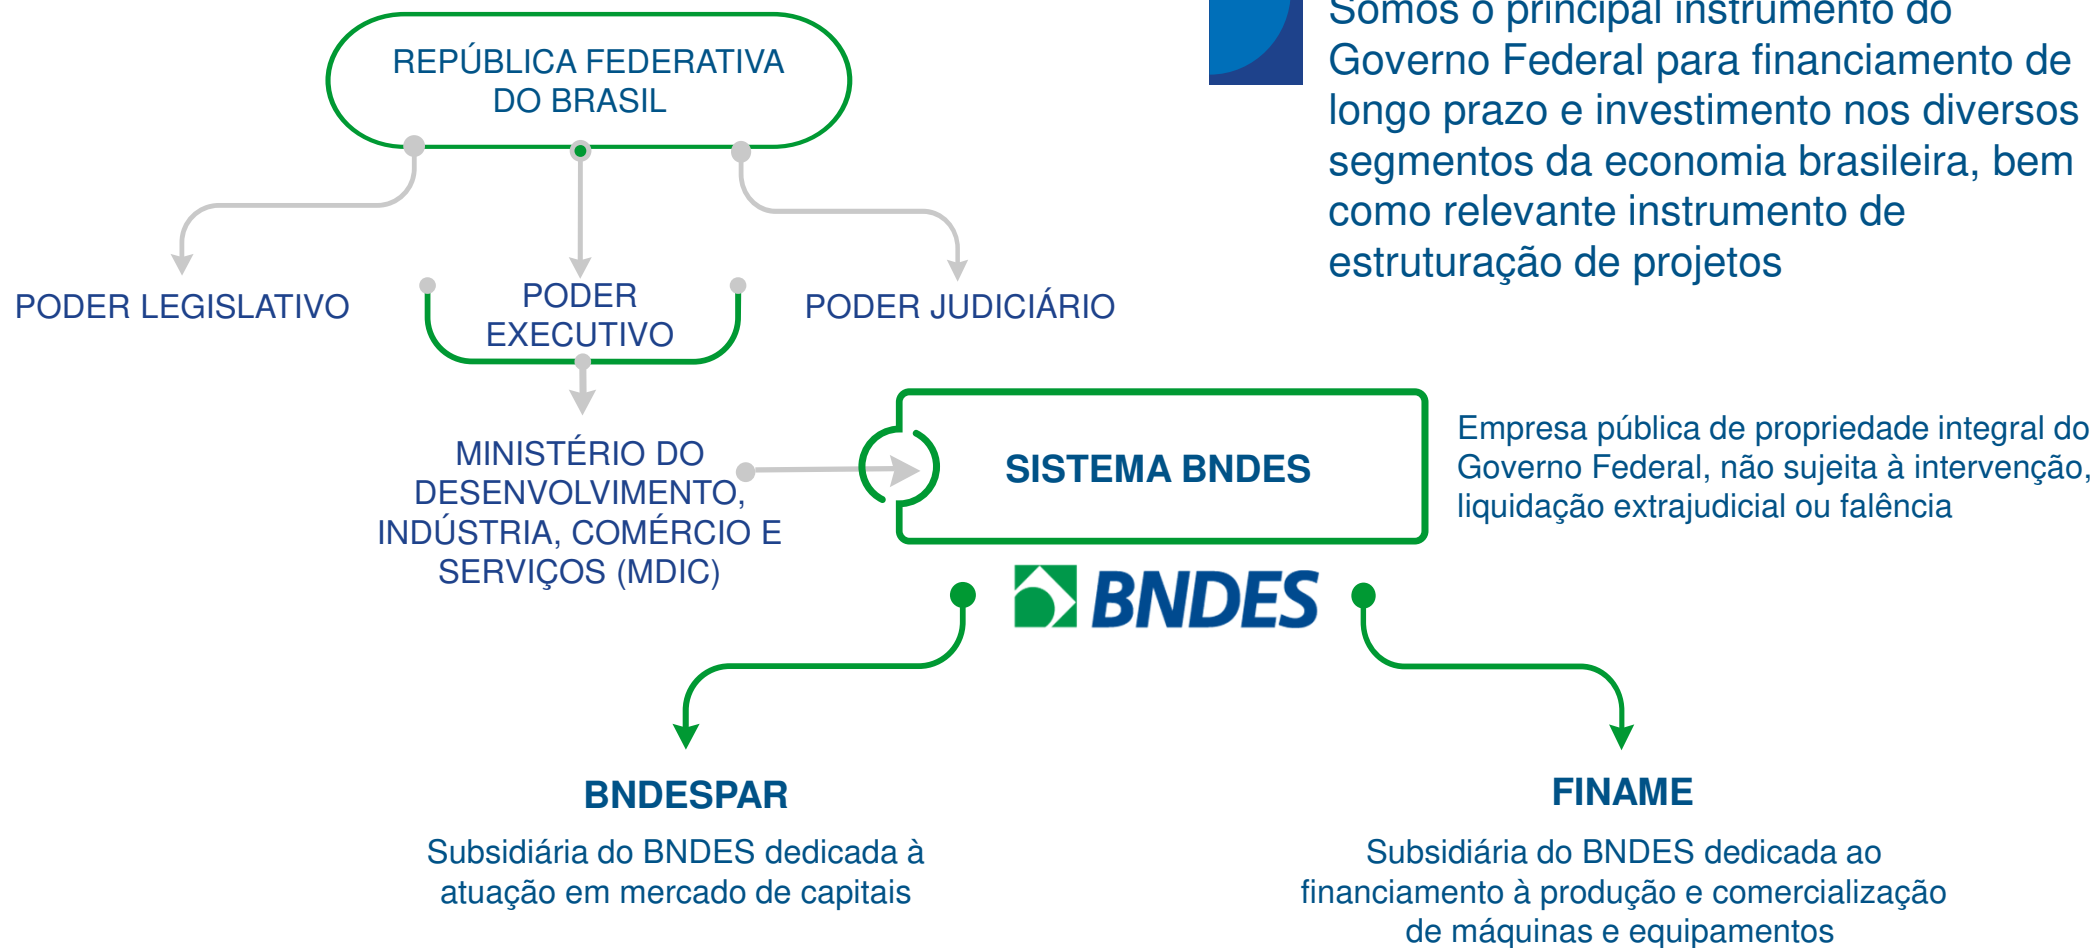 REPÚBLICA FEDERATIVA
DO BRASIL
Somos o principal instrumento do
Governo Federal para financiamento de
longo prazo e investimento nos diversos
segmentos da economia brasileira, bem
como relevante instrumento de
estruturação de projetos
PODER LEGISLATIVO
PODER
EXECUTIVO
PODER JUDICIÁRIO
MINISTÉRIO DO
DESENVOLVIMENTO,
INDÚSTRIA, COMÉRCIO E
SERVIÇOS (MDIC)
SISTEMA BNDES
Empresa pública de propriedade integral do
Governo Federal, não sujeita à intervenção,
liquidação extrajudicial ou falência
BNDES
BNDESPAR
Subsidiária do BNDES dedicada à
atuação em mercado de capitais
FINAME
Subsidiária do BNDES dedicada ao
financiamento à produção e comercialização
de máquinas e equipamentos